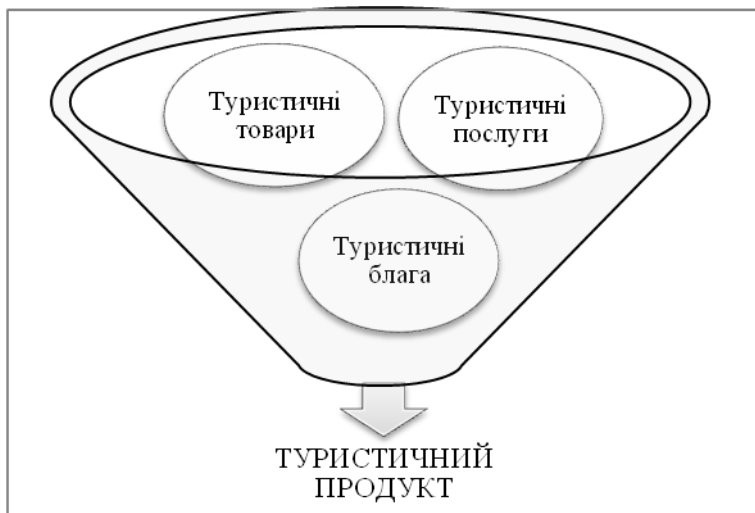 Туристичні
товари
Туристичні
послуги
Туристичні
блага
ТУРИСТИЧНИЙ
ПРОДУКТ